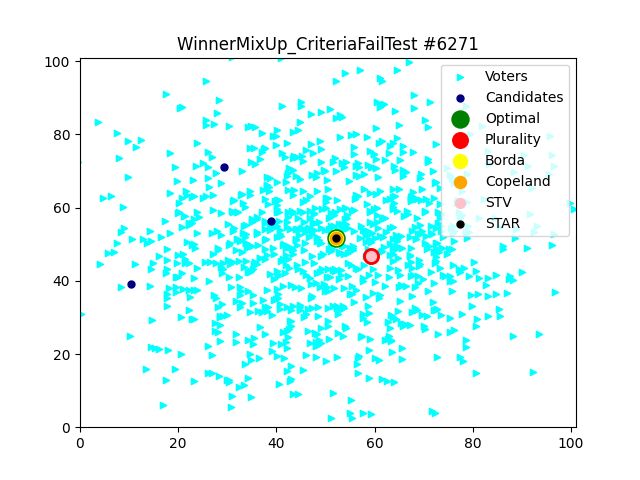 WinnerMixUp_CriteriaFailTest #6271
100
80
60
40
20
0
0
20
40
60
80
100
Voters
Candidates
Optimal
Plurality
Borda
Copeland
STV
STAR